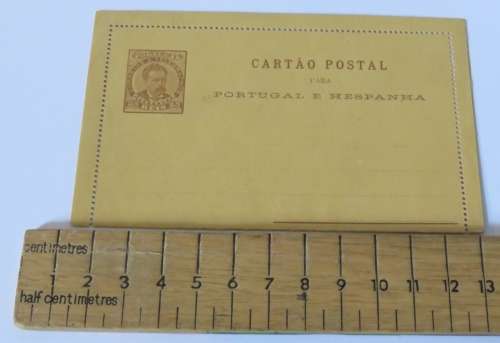 CARTÃO POSTAL
PARA
PORTUGAL E HESPANHA
centimetres
1 2 3 4 5 6 7 8 9 10 11 12 13
half centimetres